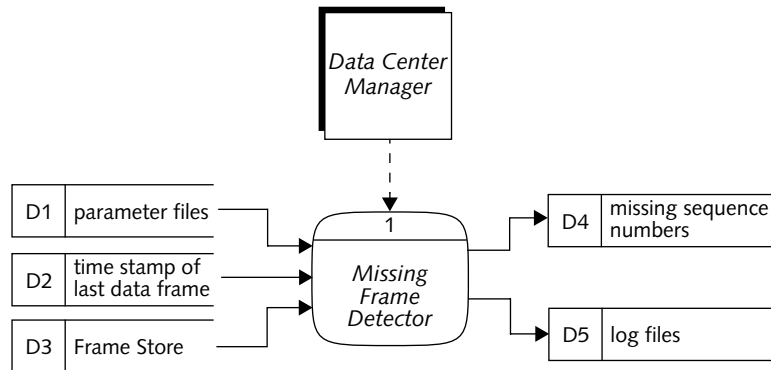 Data Center
Manager
D1 parameter files
D2 time stamp of
last data frame
D3 Frame Store
1
Missing
Frame
Detector
D4 missing sequence
numbers
D5 log files